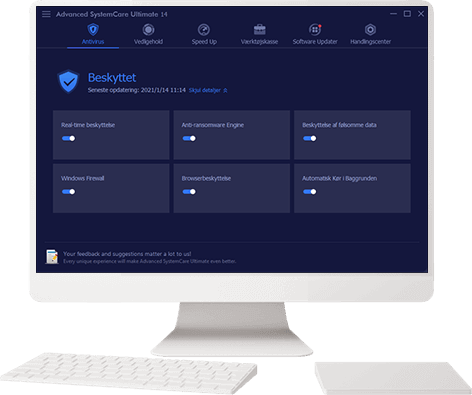 Advanced SystemCare Ultimate 14
Antivirus Vedligehold Speed Up Værktøjskasse Software Updater Handlingscenter
Beskyttet
Seneste opdatering: 2021/1/14 11:14 Skjul detaljer
Real-time beskyttelse Anti-ransomware Engine Beskyttelse af følsomme data
Windows Firewall Browserbeskyttelse Automatisk Kør i Baggrunden
Your feedback and suggestions matter a lot to us!
Every unique experience will make Advanced SystemCare Ultimate even better.